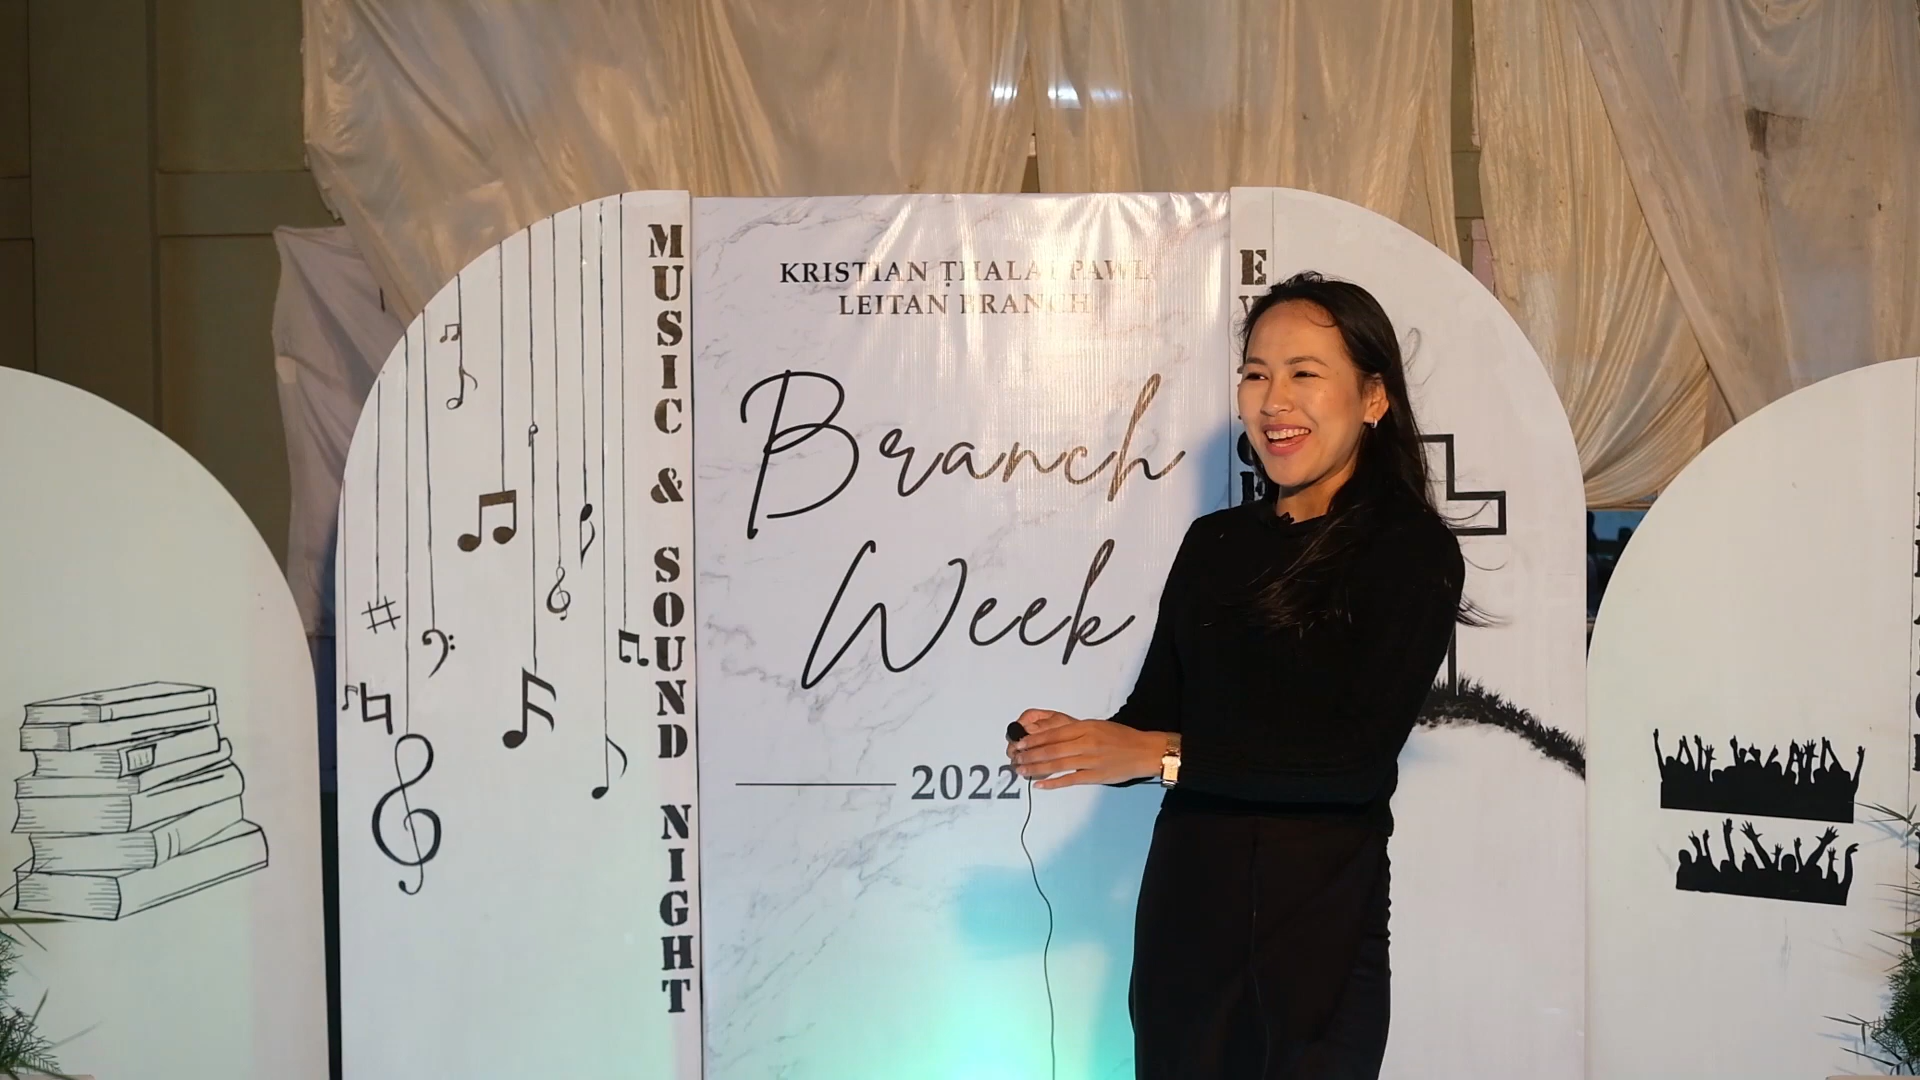 MUSIC & SOUND NIGHT
KRISTIAN ṬHALAI PAWL
LEITAN BRANCH
Branch
Week
2022